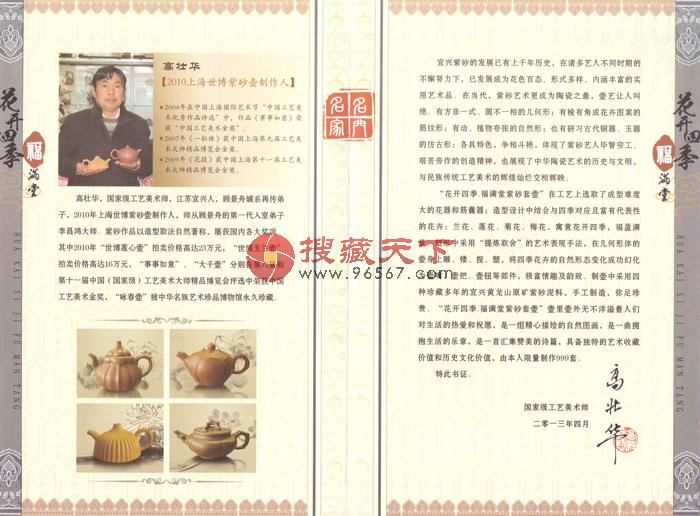 花开四季
福
满堂
HUA KAI SI JI FU MAN TANG
高壮华
【2010上海世博紫砂壶制作人】
2004年在中国上海国际艺术节“中国工艺美
术优秀作品评选”中，作品《事事如意》荣
获“中国工艺美术金奖”。
2007年《一粒珠》获中国上海第九届工艺美
术大师精品博览会金奖。
2009年《花提》获中国上海第十一届工艺美
术大师精品博览会金奖。
高壮华，国家级工艺美术师，江苏宜兴人，顾景舟嫡系再传弟
子，2010年上海世博紫砂壶制作人，师从顾景舟的第一代入室弟子
李昌鸿大师。紫砂作品以造型取法自然著称，屡获国内各大奖项。
其中2010年“世博莲心壶”拍卖价格高达23万元，“世博玉兰壶”
拍卖价格高达16万元，“事事如意”、“大千壶”分别在第六届和
第十一届中国（国家级）工艺美术大师精品博览会评选中荣获中国
工艺美术金奖，“咏春壶”被中华名族艺术珍品博物馆永久珍藏。
名门
名家
搜藏天下
www.96567.com
宜兴紫砂的发展已有上千年历史，在诸多艺人不同时期的
不懈努力下，已发展成为花色百态、形式多样、内涵丰富的实
用艺术品。在当代，紫砂艺术更成为陶瓷之最，壶艺让人叫
绝。有方非一式、圆不一相的几何形；有棱有角或花卉图案的
筋纹形；有动、植物夸张的自然形；也有研习古代铜器、玉器
的仿古形；各具特色，争相斗艳，体现了紫砂艺人毕智穷工、
艰苦劳作的创造精神，也展现了中华陶瓷艺术的历史与文明，
与民族传统工艺美术的辉煌灿烂交相辉映。
“花开四季.福满堂紫砂套壶”在工艺上选取了成型难度
大的花器和筋囊器；造型设计中结合与四季对应且富有代表性
的花卉：兰花、莲花、菊花、梅花，寓意花开四季，福盈满
采用“提炼取舍”的艺术表现手法，在几何形体的
壶身上雕、镂、捏、塑，将四季花卉的自然形态变化成功幻化
壶把、壶钮等部件，极富情趣及韵致。制壶中采用四
种珍藏多年的宜兴黄龙山原矿紫砂泥料，手工制造，弥足珍
贵。“花开四季.福满堂紫砂套壶”壶里壶外无不洋溢着人们
对生活的热爱和祝愿，是一组精心描绘的自然图画，是一曲拥
抱生活的乐章，是一首汇集赞美的诗篇，具备独特的艺术收藏
价值和历史文化价值，由本人限量制作999套。
特此书证。
国家级工艺美术师
二零一三年四月
高壮华
花开四季
福
满堂
HUA KAI SI JI FU MAN TANG